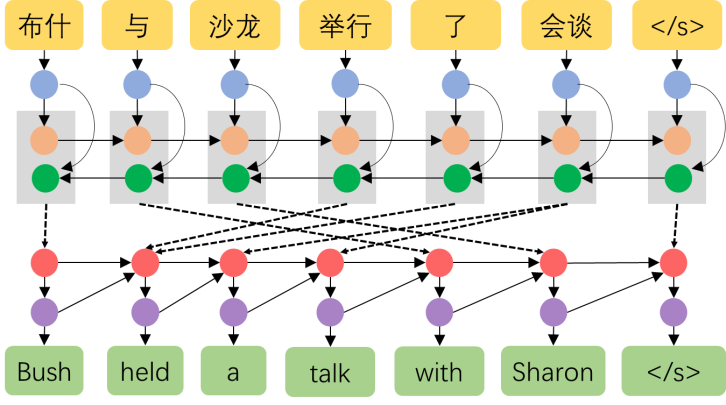 布什 与 沙龙 举行 了 会谈 </s>
Bush held a talk with Sharon </s>